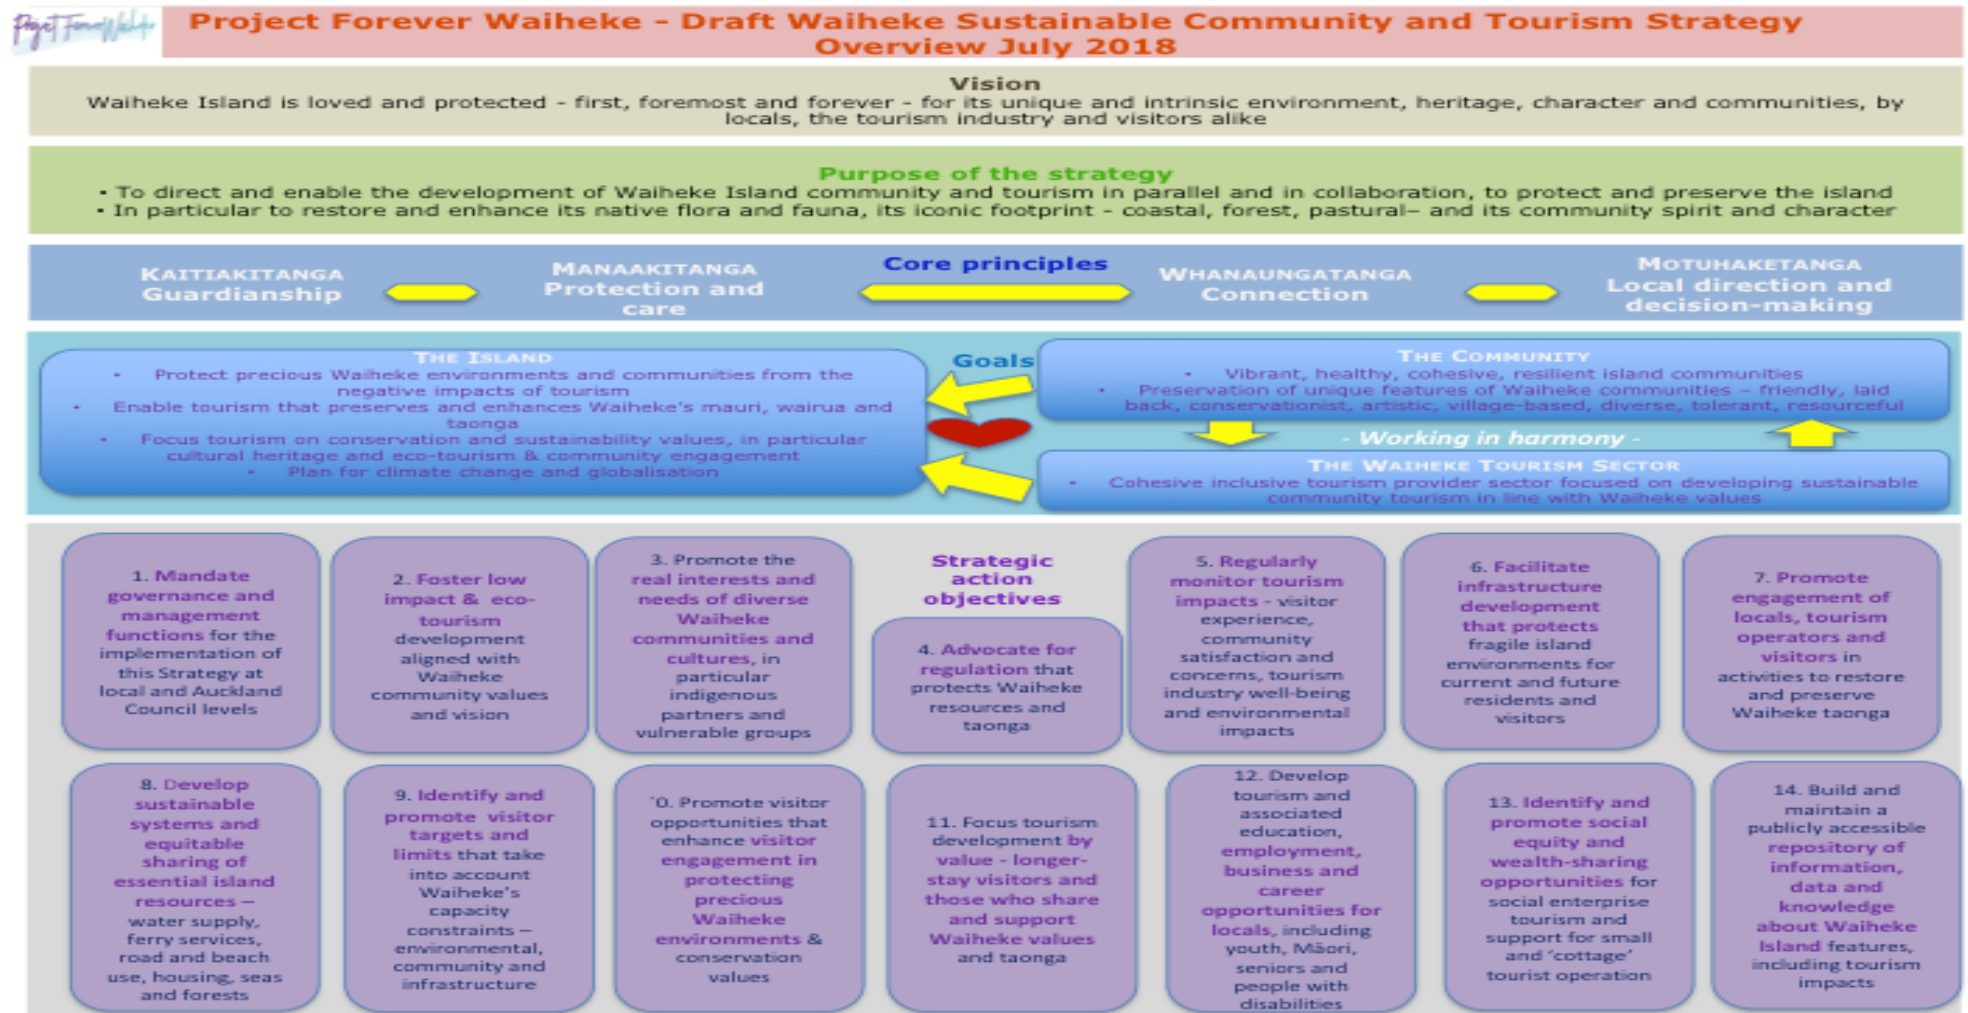 Project Forever Waiheke
Project Forever Waiheke - Draft Waiheke Sustainable Community and Tourism Strategy
Overview July 2018
Vision
Waiheke Island is loved and protected - first, foremost and forever - for its unique and intrinsic environment, heritage, character and communities, by
locals, the tourism industry and visitors alike
Purpose of the strategy
• To direct and enable the development of Waiheke Island community and tourism in parallel and in collaboration, to protect and preserve the island
• In particular to restore and enhance its native flora and fauna, its iconic footprint - coastal, forest, pastural– and its community spirit and character
Core principles
KAITIAKITANGA
Guardianship
MANAAKITANGA
Protection and
care
WHANAUNGATANGA
Connection
MOTUHAKETANGA
Local direction and
decision-making
Goals
THE ISLAND
• Protect precious Waiheke environments and communities from the
negative impacts of tourism
• Enable tourism that preserves and enhances Waiheke's mauri, wairua and
taonga
• Focus tourism on conservation and sustainability values, in particular
cultural heritage and eco-tourism & community engagement
• Plan for climate change and globalisation
THE COMMUNITY
• Vibrant, healthy, cohesive, resilient island communities
• Preservation of unique features of Waiheke communities – friendly, laid
back, conservationist, artistic, village-based, diverse, tolerant, resourceful
- Working in harmony -
THE WAIHEKE TOURISM SECTOR
• Cohesive inclusive tourism provider sector focused on developing sustainable
community tourism in line with Waiheke values
Strategic
action
objectives
1. Mandate
governance and
management
functions for the
implementation of
this Strategy at
local and Auckland
Council levels
2. Foster low
impact & eco-
tourism
development
aligned with
Waiheke
community values
and vision
3. Promote the
real interests and
needs of diverse
Waiheke
communities and
cultures, in
particular
indigenous
partners and
vulnerable groups
4. Advocate for
regulation that
protects Waiheke
resources and
taonga
5. Regularly
monitor tourism
impacts - visitor
experience,
community
satisfaction and
concerns, tourism
industry well-being
and environmental
impacts
6. Facilitate
infrastructure
development
that protects
fragile island
environments for
current and future
residents and
visitors
7. Promote
engagement of
locals, tourism
operators and
visitors in
activities to restore
and preserve
Waiheke taonga
8. Develop
sustainable
systems and
equitable
sharing of
essential island
resources –
water supply,
ferry services,
road and beach
use, housing, seas
and forests
9. Identify and
promote visitor
targets and
limits that take
into account
Waiheke's
capacity
constraints –
environmental,
community and
infrastructure
`0. Promote visitor
opportunities that
enhance visitor
engagement in
protecting
precious
Waiheke
environments &
conservation
values
11. Focus tourism
development by
value - longer-
stay visitors and
those who share
and support
Waiheke values
and taonga
12. Develop
tourism and
associated
education,
employment,
business and
career
opportunities for
locals, including
youth, Māori,
seniors and
people with
disabilities
13. Identify and
promote social
equity and
wealth-sharing
opportunities for
social enterprise
tourism and
support for small
and 'cottage'
tourist operation
14. Build and
maintain a
publicly accessible
repository of
information,
data and
knowledge
about Waiheke
Island features,
including tourism
impacts